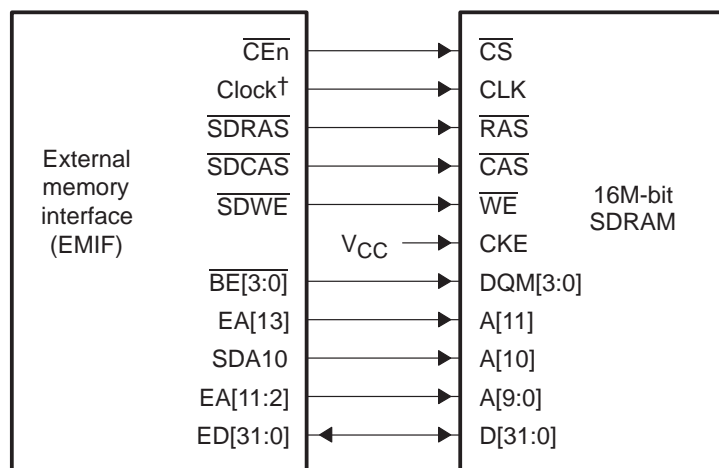 CEn CS
Clock† CLK
SDRAS RAS
SDCAS CAS
SDWE WE
VCC CKE
BE[3:0] DQM[3:0]
EA[13] A[11]
SDA10 A[10]
EA[11:2] A[9:0]
ED[31:0] D[31:0]
External
memory
interface
(EMIF)
16M-bit
SDRAM